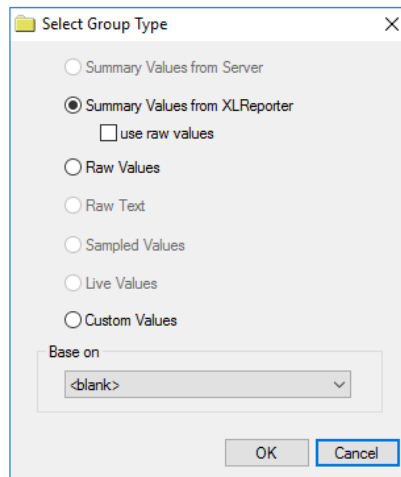 Select Group Type
Summary Values from Server
Summary Values from XLReporter
use raw values
Raw Values
Raw Text
Sampled Values
Live Values
Custom Values
Base on
<blank>
OK Cancel